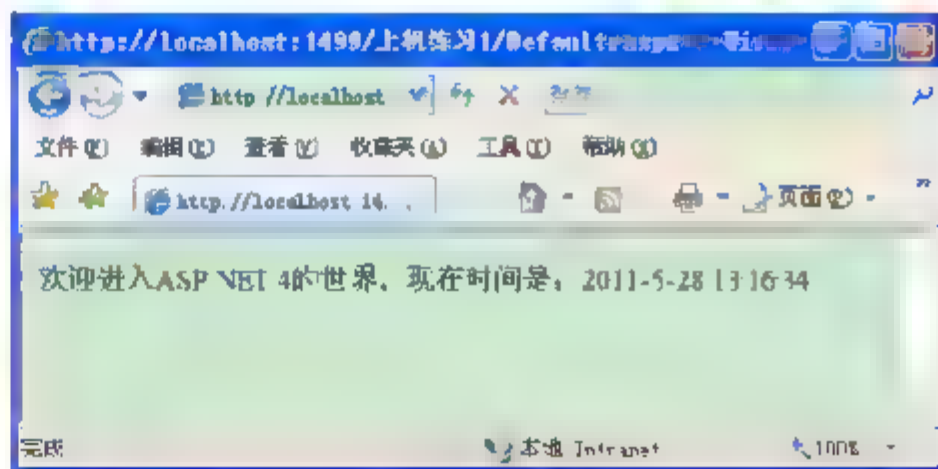 http://localhost:1499/上机练习1/Default.aspx
http://localhost
文件(F) 编辑(E) 查看(V) 收藏夹(A) 工具(T) 帮助(H)
http://localhost:14... 页面(P)
欢迎进入ASP.NET 4的世界，现在时间是：2011-5-28 13:16:34
完成 本地 Intranet 100%